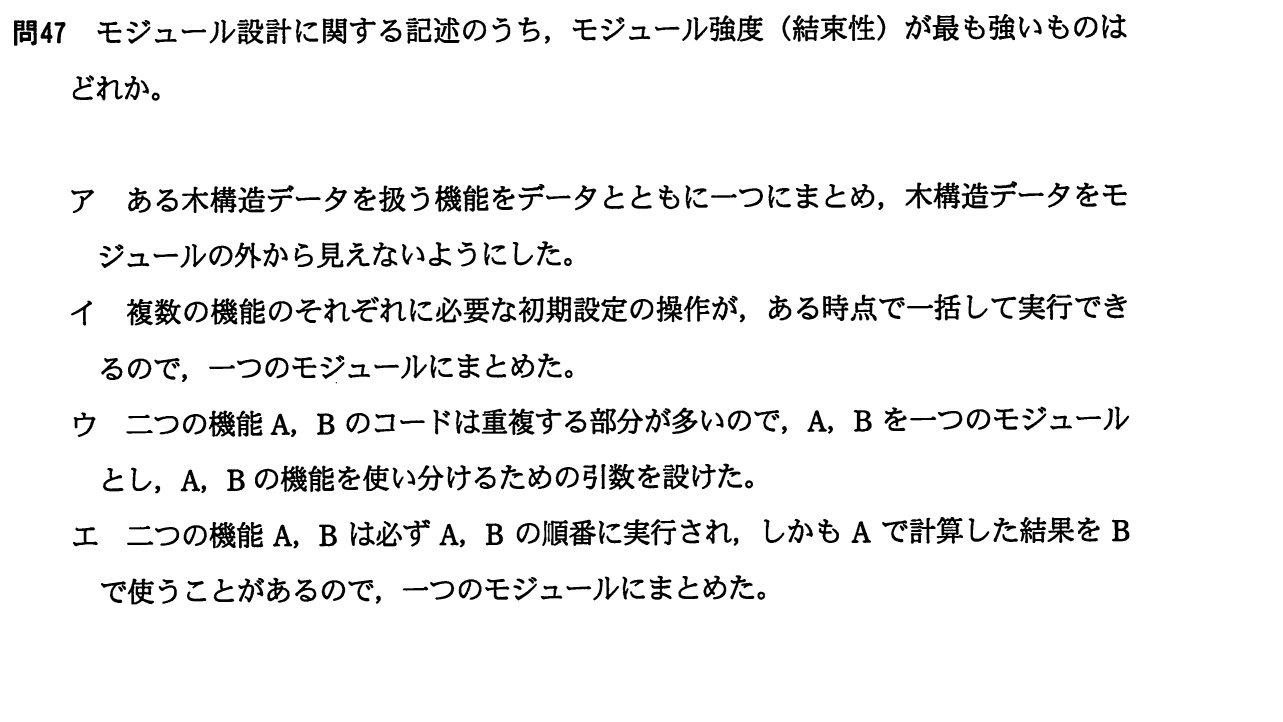 問47 モジュール設計に関する記述のうち，モジュール強度（結束性）が最も強いものは
どれか。
ア ある木構造データを扱う機能をデータとともに一つにまとめ，木構造データをモ
ジュールの外から見えないようにした。
イ 複数の機能のそれぞれに必要な初期設定の操作が，ある時点で一括して実行でき
るので，一つのモジュールにまとめた。
ウ 二つの機能 A，B のコードは重複する部分が多いので，A，B を一つのモジュール
とし，A，B の機能を使い分けるための引数を設けた。
エ 二つの機能 A，B は必ず A，B の順番に実行され，しかも A で計算した結果を B
で使うことがあるので，一つのモジュールにまとめた。